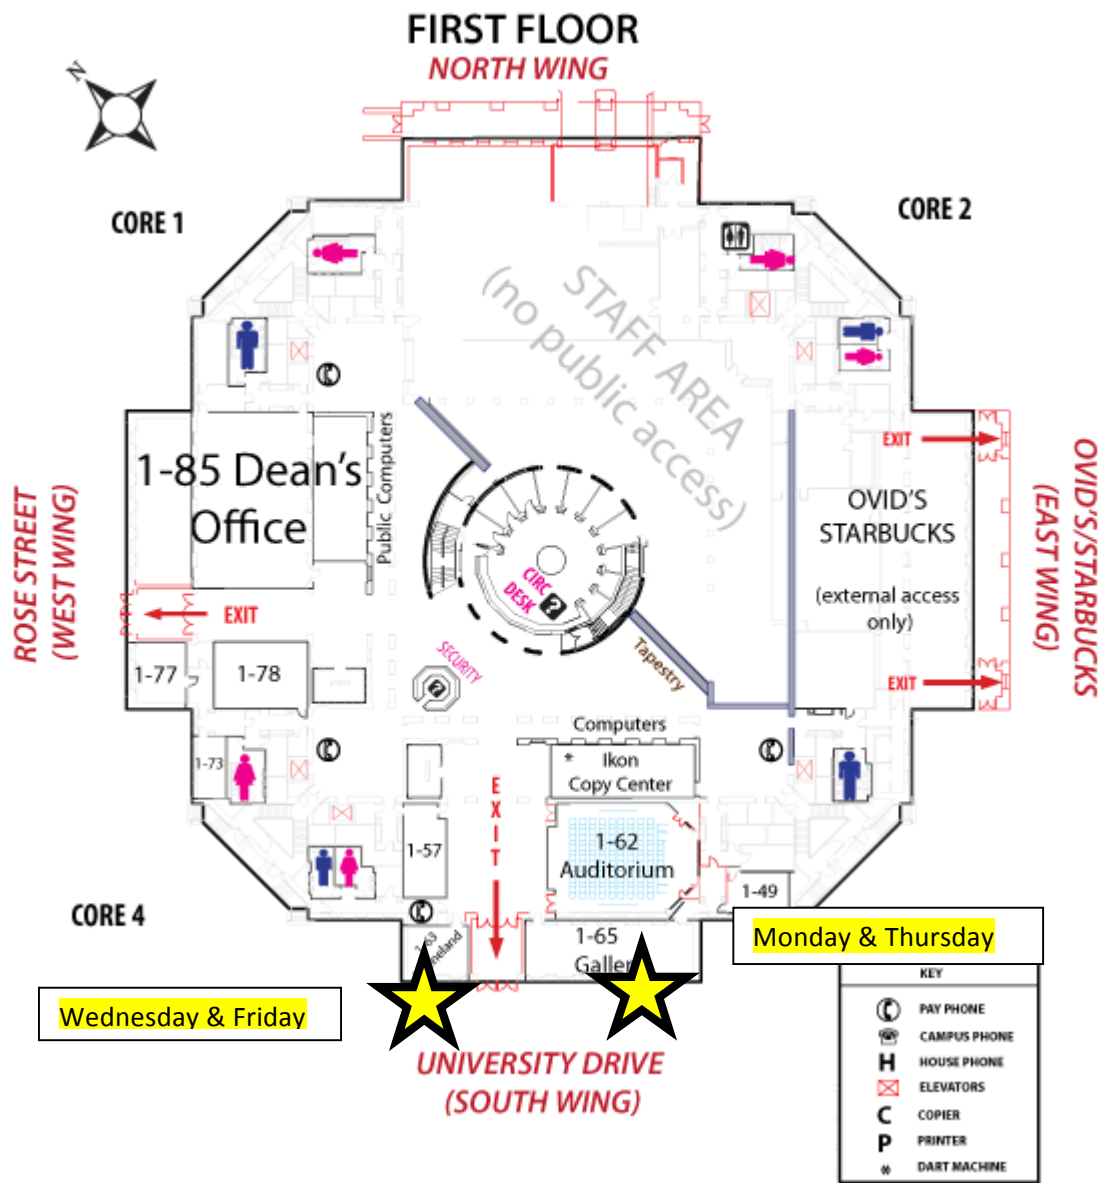 FIRST FLOOR
NORTH WING
N
CORE 1
CORE 2
STAFF AREA
(no public access)
1-85 Dean's
Office
Public Computers
ROSE STREET
(WEST WING)
EXIT
OVID'S
STARBUCKS
(external access
only)
EXIT
EXIT
OVID'S/STARBUCKS
(EAST WING)
CIRC
DESK
?
Tapestry
SECURITY
?
1-77
1-78
1-73
Computers
* Ikon
Copy Center
EXIT
1-57
1-62
Auditorium
1-49
CORE 4
1-65
Monday & Thursday
Wednesday & Friday
UNIVERSITY DRIVE
(SOUTH WING)
KEY
PAY PHONE
CAMPUS PHONE
H HOUSE PHONE
ELEVATORS
C COPIER
P PRINTER
* DART MACHINE